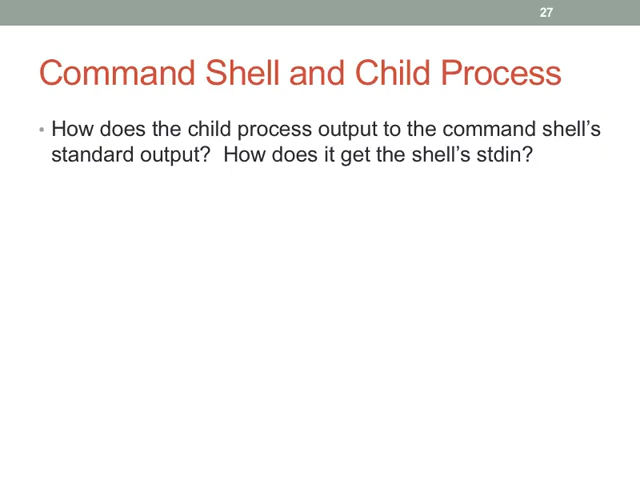 27
Command Shell and Child Process
• How does the child process output to the command shell’s
standard output?  How does it get the shell’s stdin?